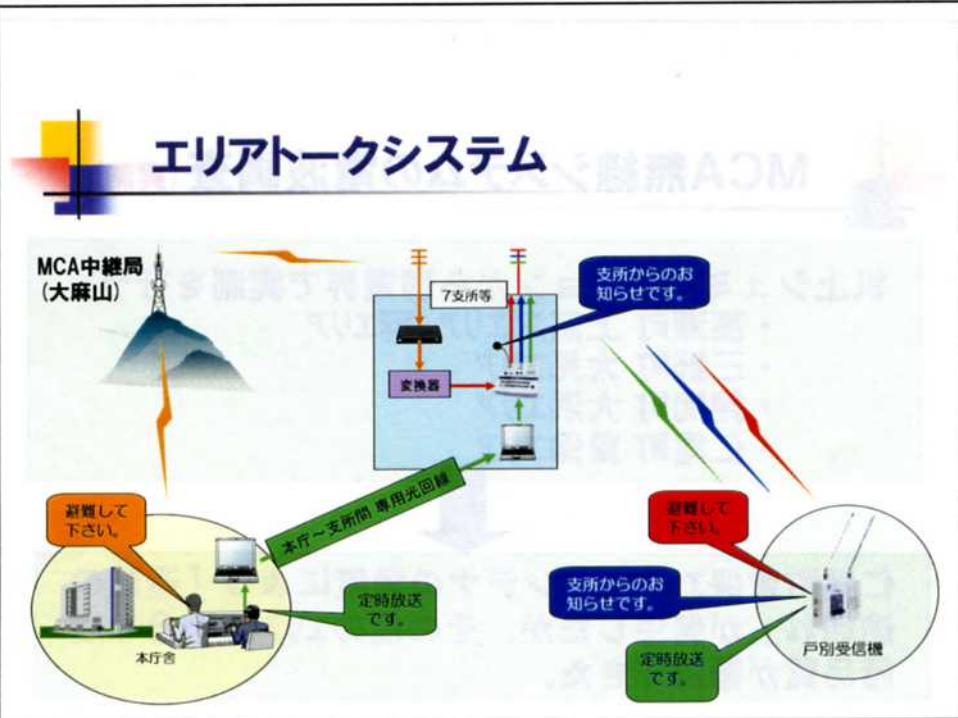 エリアトークシステム
MCA中継局
(大麻山)
7支所等
支所からのお
知らせです。
変換器
本庁～支所間 専用光回線
避難して
下さい。
定時放送
です。
本庁舎
避難して
下さい。
支所からのお
知らせです。
定時放送
です。
戸別受信機